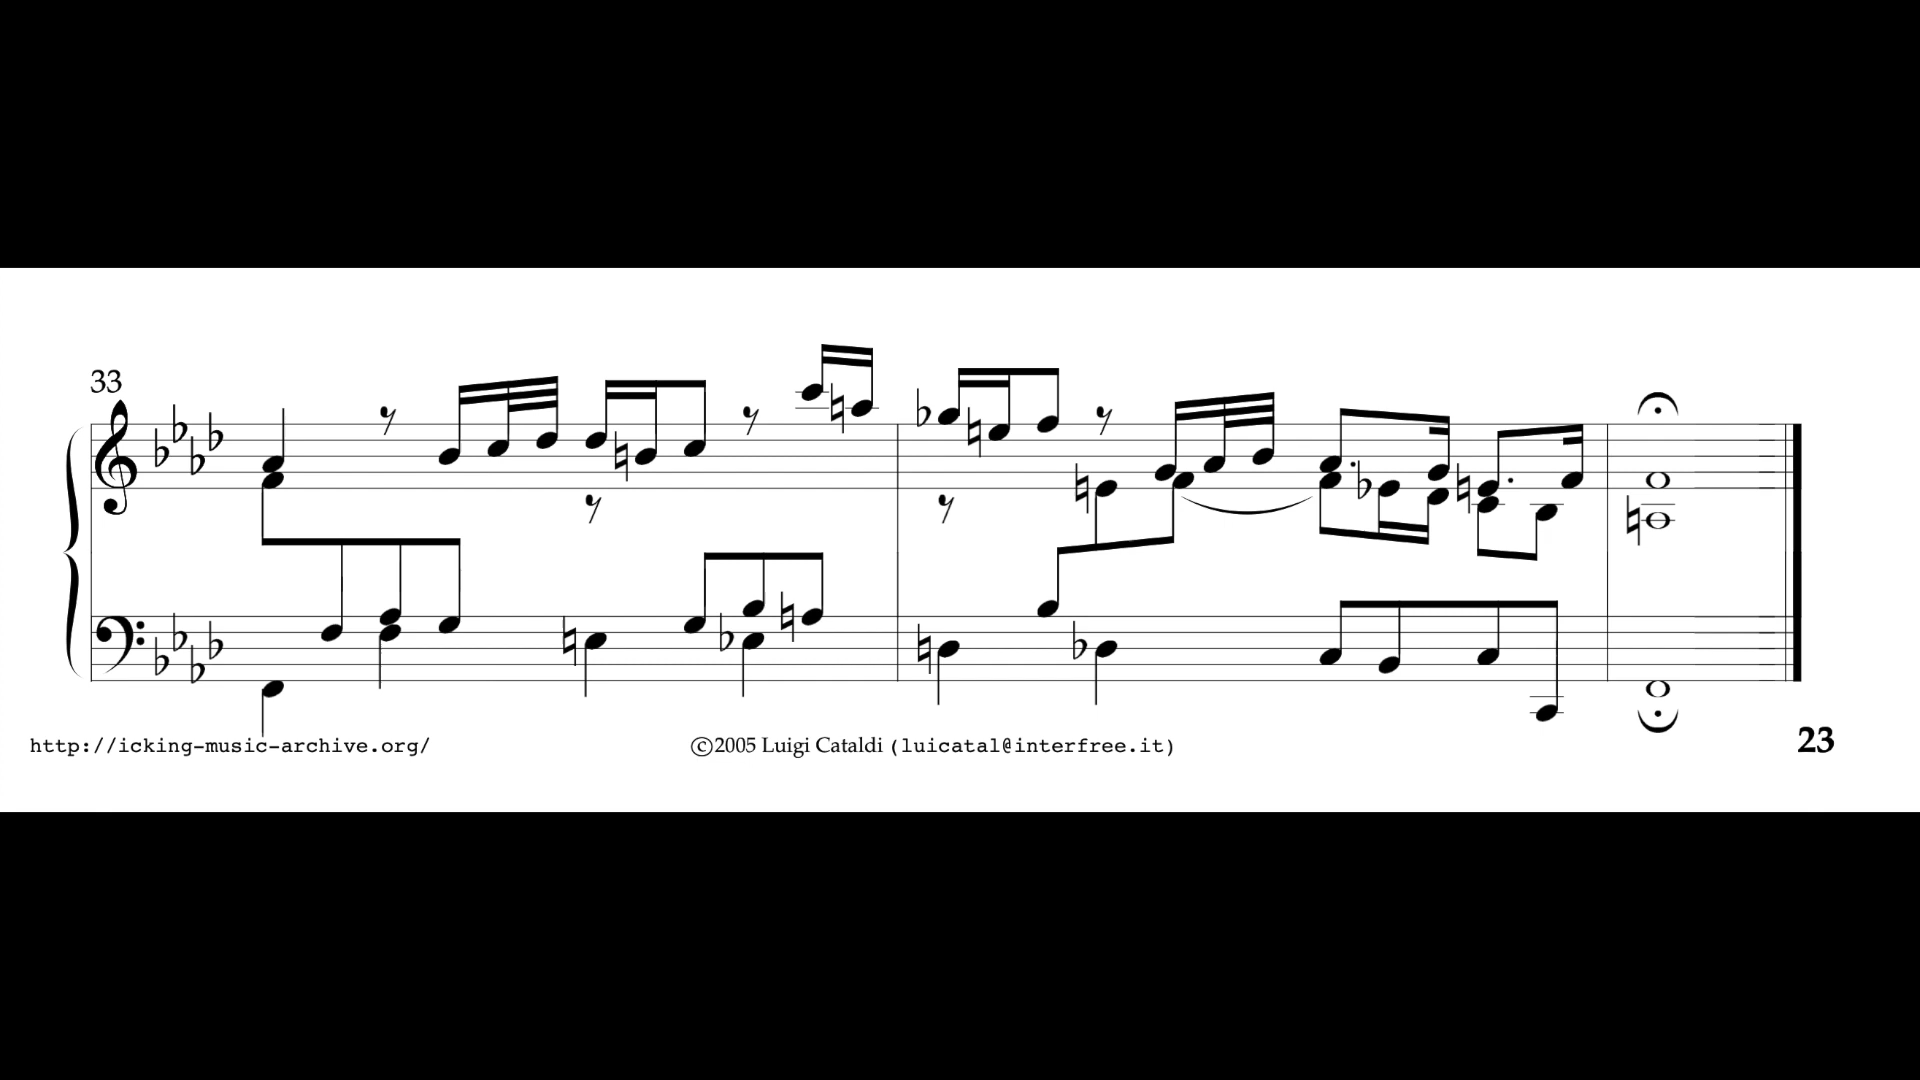 33
http://icking-music-archive.org/
©2005 Luigi Cataldi (luicatal@interfree.it)
23